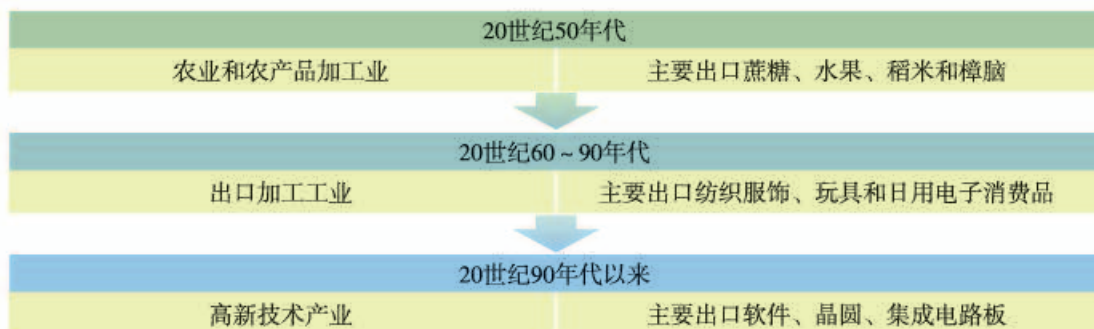 20世纪50年代
农业和农产品加工业 主要出口蔗糖、水果、稻米和樟脑
20世纪60~90年代
出口加工工业 主要出口纺织服饰、玩具和日用电子消费品
20世纪90年代以来
高新技术产业 主要出口软件、晶圆、集成电路板